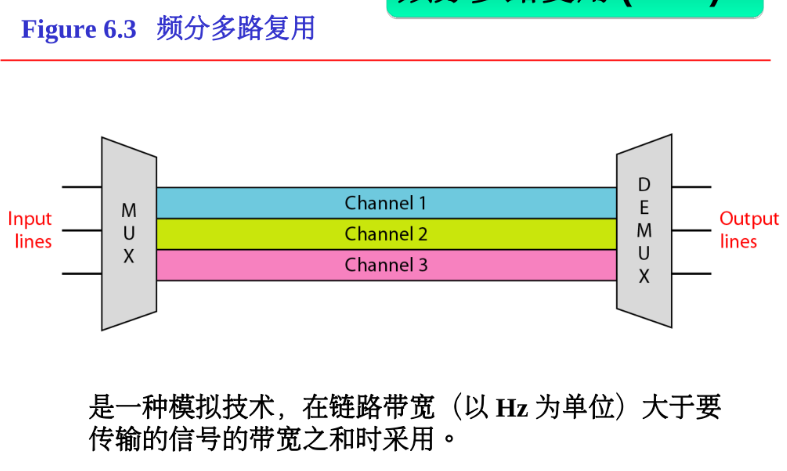 Figure 6.3 频分多路复用
Input
lines
MUX
Channel 1
Channel 2
Channel 3
DEMUX
Output
lines
是一种模拟技术，在链路带宽（以 Hz 为单位）大于要
传输的信号的带宽之和时采用。